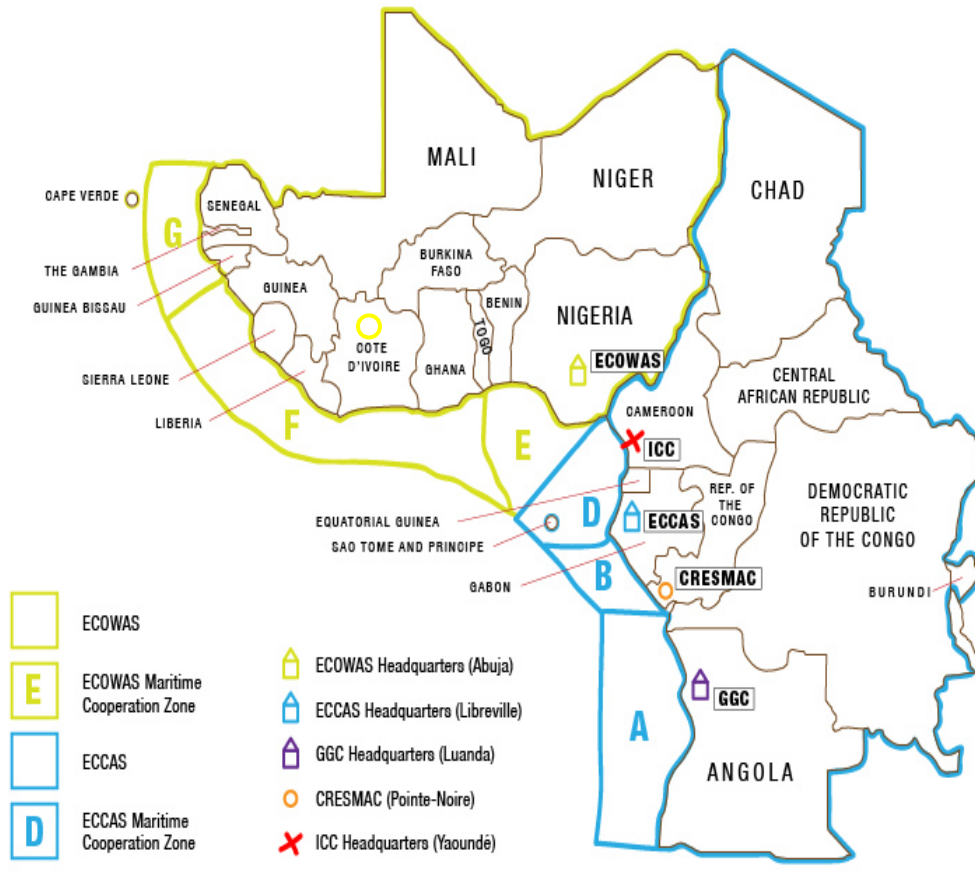 MALI
NIGER
CHAD
CAPE VERDE
SENEGAL
G
THE GAMBIA
BURKINA
FASO
GUINEA BISSAU
GUINEA
BENIN
NIGERIA
TOGO
COTE
D'IVOIRE
GHANA
ECOWAS
SIERRA LEONE
CENTRAL
AFRICAN REPUBLIC
CAMEROON
LIBERIA
F
E
ICC
REP. OF
THE
CONGO
DEMOCRATIC
REPUBLIC
OF THE CONGO
EQUATORIAL GUINEA
D
ECCAS
SAO TOME AND PRINCIPE
B
CRESMAC
GABON
BURUNDI
ECOWAS
ECOWAS Headquarters (Abuja)
E
ECOWAS Maritime
Cooperation Zone
GGC
A
ECCAS Headquarters (Libreville)
ECCAS
GGC Headquarters (Luanda)
ANGOLA
CRESMAC (Pointe-Noire)
D
ECCAS Maritime
Cooperation Zone
ICC Headquarters (Yaoundé)